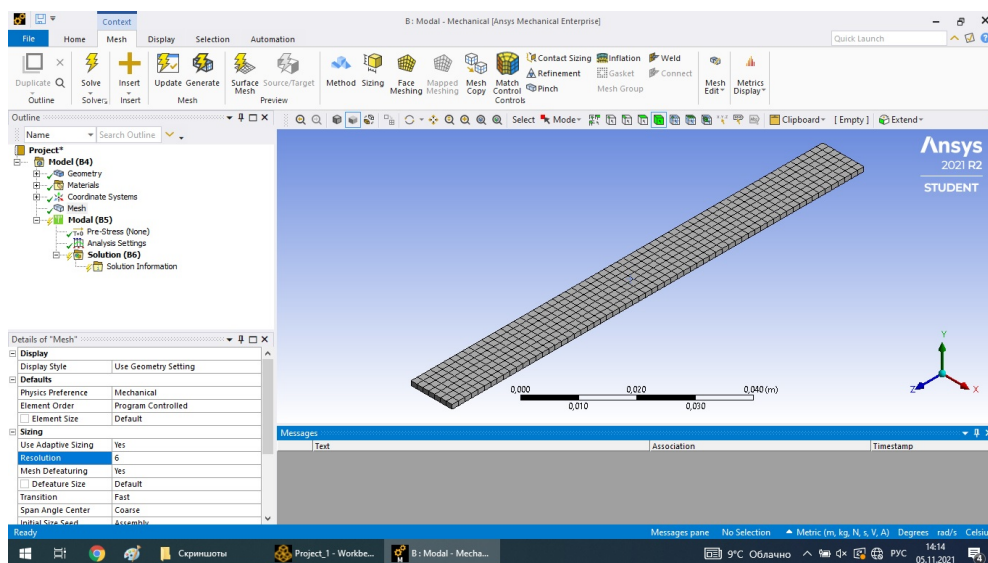 Context
B : Modal - Mechanical [Ansys Mechanical Enterprise]
File Home Mesh Display Selection Automation
Quick Launch
Duplicate Q Solve Insert Update Generate Surface Mesh Source/Target Method Sizing Face Meshing Mapped Meshing Mesh Copy Match Control Contact Sizing Refinement Pinch Inflation Gasket Mesh Group Weld Connect Mesh Edit Metrics Display
Outline Solver Insert Mesh Preview Controls
Outline
Name Search Outline
Select Mode Clipboard [Empty] Extend
Project*
Model (B4)
Geometry
Materials
Coordinate Systems
Mesh
Modal (B5)
Pre-Stress (None)
Analysis Settings
Solution (B6)
Solution Information
Ansys
2021 R2
STUDENT
Details of "Mesh"
Display
Display Style Use Geometry Setting
Defaults
Physics Preference Mechanical
Element Order Program Controlled
Element Size Default
Sizing
Use Adaptive Sizing Yes
Resolution 6
Mesh Defeaturing Yes
Defeature Size Default
Transition Fast
Span Angle Center Coarse
Initial Size Seed Assembly
0,000 0,020 0,040 (m)
0,010 0,030
Y
Z X
Messages
Text Association Timestamp
Ready
Messages pane No Selection Metric (m, kg, N, s, V, A) Degrees rad/s Celsiu
Скриншоты Project_1 - Workbe... B : Modal - Mecha... 9°C Облачно РУС 14:14
05.11.2021